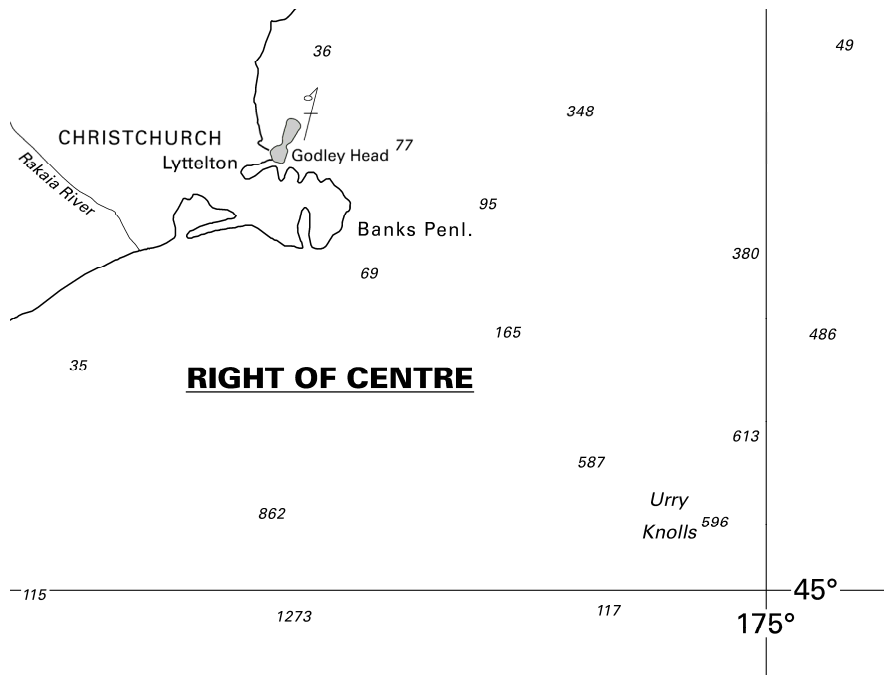 49
36
348
CHRISTCHURCH
77
Godley Head
Lyttelton
Rakaia River
95
Banks Penl.
380
69
165
486
35
RIGHT OF CENTRE
613
587
Urry
Knolls 596
862
45°
115
117
1273
175°